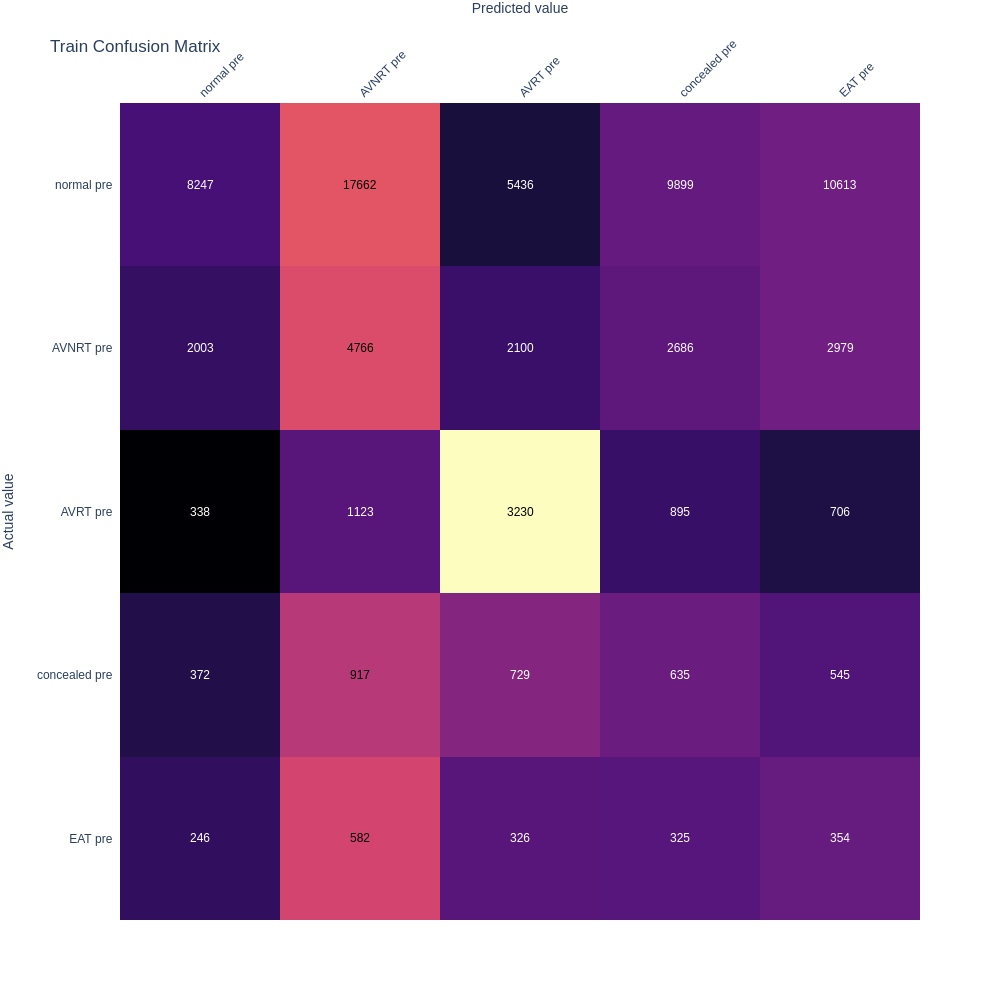 Predicted value
Train Confusion Matrix
normal pre AVNRT pre AVRT pre concealed pre EAT pre
normal pre 8247 17662 5436 9899 10613
AVNRT pre 2003 4766 2100 2686 2979
Actual value
AVRT pre 338 1123 3230 895 706
concealed pre 372 917 729 635 545
EAT pre 246 582 326 325 354